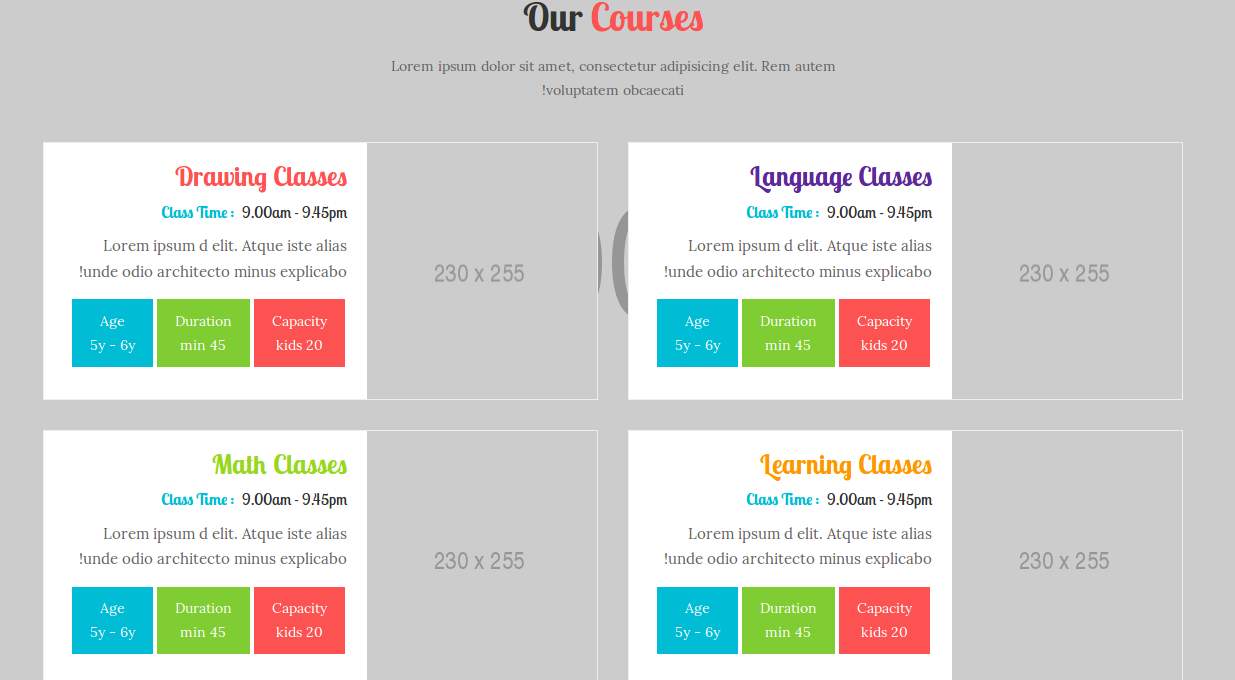 Our Courses
Lorem ipsum dolor sit amet, consectetur adipisicing elit. Rem autem
!voluptatem obcaecati
Drawing Classes
Class Time : 9.00am - 9.45pm
Lorem ipsum d elit. Atque iste alias
!unde odio architecto minus explicabo
Age
5y - 6y
Duration
min 45
Capacity
kids 20
230 x 255
Language Classes
Class Time : 9.00am - 9.45pm
Lorem ipsum d elit. Atque iste alias
!unde odio architecto minus explicabo
Age
5y - 6y
Duration
min 45
Capacity
kids 20
230 x 255
Math Classes
Class Time : 9.00am - 9.45pm
Lorem ipsum d elit. Atque iste alias
!unde odio architecto minus explicabo
Age
5y - 6y
Duration
min 45
Capacity
kids 20
230 x 255
Learning Classes
Class Time : 9.00am - 9.45pm
Lorem ipsum d elit. Atque iste alias
!unde odio architecto minus explicabo
Age
5y - 6y
Duration
min 45
Capacity
kids 20
230 x 255